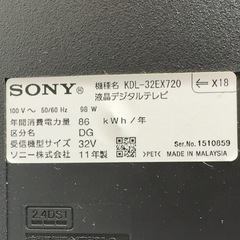 SONY® 機種名 KDL-32EX720
液晶デジタルテレビ
⇐ X18
100 V～ 50/60 Hz 98 W
年間消費電力量 86 kWh/年
区分名 DG
受信機型サイズ 32V
ソニー株式会社 11年製
Ser.No. 1510859
>PET< MADE IN MALAYSIA
2.4DS1